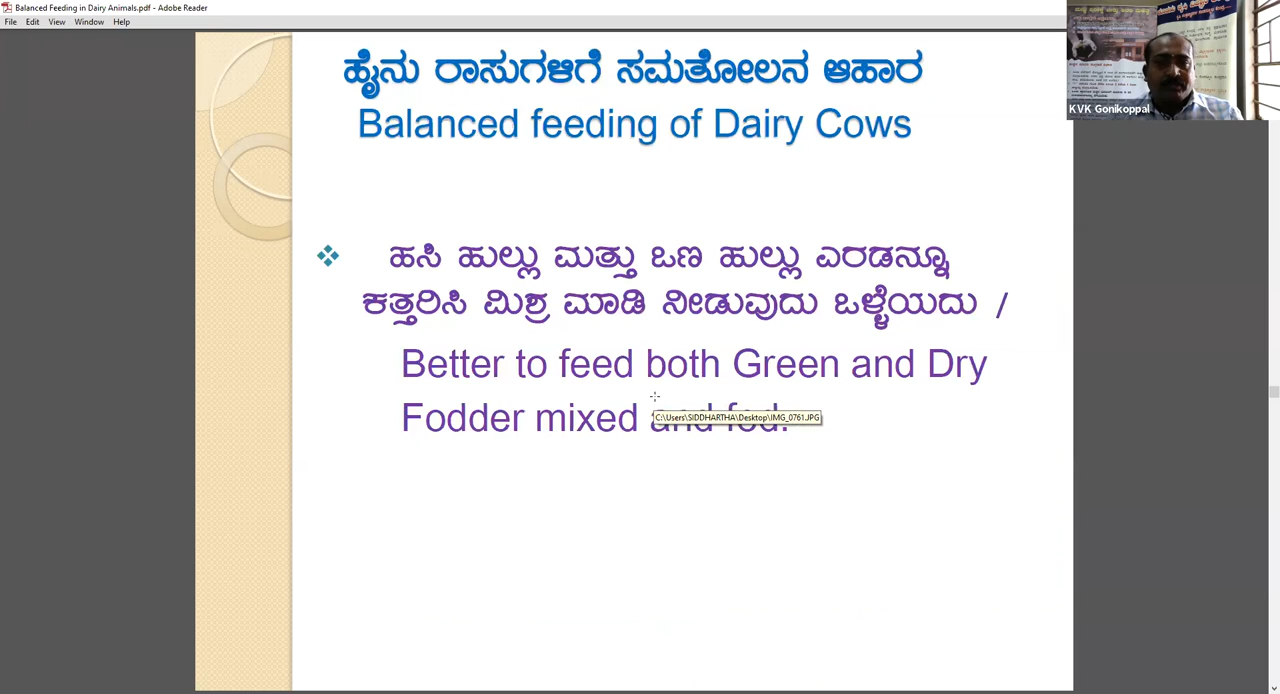 Balanced Feeding in Dairy Animals.pdf - Adobe Reader
File Edit View Window Help
ಹೈನು ರಾಸುಗಳಿಗೆ ಸಮತೋಲನ ಆಹಾರ
Balanced feeding of Dairy Cows
KVK Gonikoppal
ಹಸಿ ಹುಲ್ಲು ಮತ್ತು ಒಣ ಹುಲ್ಲು ಎರಡನ್ನೂ
ಕತ್ತರಿಸಿ ಮಿಶ್ರ ಮಾಡಿ ನೀಡುವುದು ಒಳ್ಳೆಯದು /
Better to feed both Green and Dry
Fodder mixed and fed.
C:\Users\SIDDHARTHA\Desktop\IMG_0761.JPG